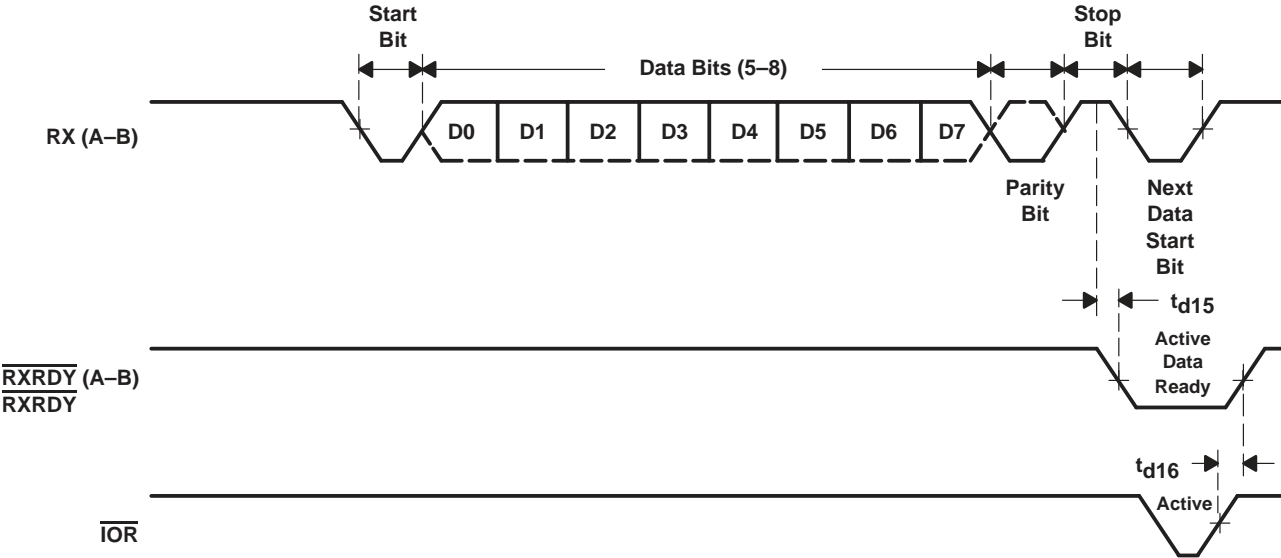 Start
Bit
Stop
Bit
Data Bits (5–8)
RX (A–B)
D0 D1 D2 D3 D4 D5 D6 D7
Parity
Bit
Next
Data
Start
Bit
td15
RXRDY (A–B)
RXRDY
Active
Data
Ready
td16
IOR
Active